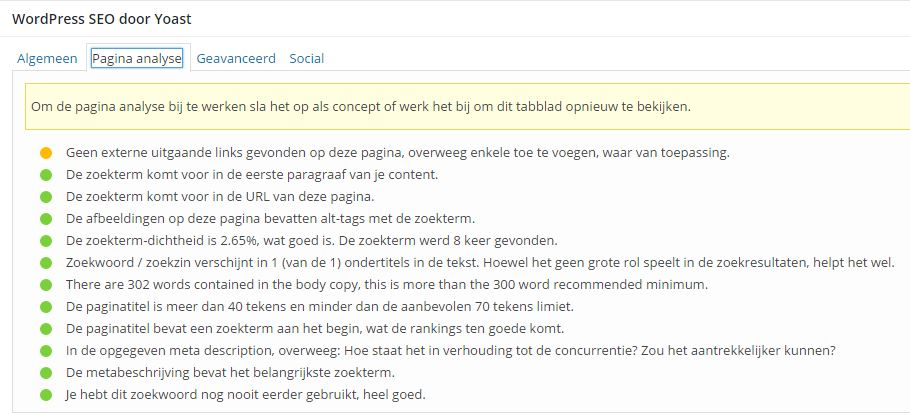 WordPress SEO door Yoast
Algemeen Pagina analyse Geavanceerd Social
Om de pagina analyse bij te werken sla het op als concept of werk het bij om dit tabblad opnieuw te bekijken.
Geen externe uitgaande links gevonden op deze pagina, overweeg enkele toe te voegen, waar van toepassing.
De zoekterm komt voor in de eerste paragraaf van je content.
De zoekterm komt voor in de URL van deze pagina.
De afbeeldingen op deze pagina bevatten alt-tags met de zoekterm.
De zoekterm-dichtheid is 2.65%, wat goed is. De zoekterm werd 8 keer gevonden.
Zoekwoord / zoekzin verschijnt in 1 (van de 1) ondertitels in de tekst. Hoewel het geen grote rol speelt in de zoekresultaten, helpt het wel.
There are 302 words contained in the body copy, this is more than the 300 word recommended minimum.
De paginatitel is meer dan 40 tekens en minder dan de aanbevolen 70 tekens limiet.
De paginatitel bevat een zoekterm aan het begin, wat de rankings ten goede komt.
In de opgegeven meta description, overweeg: Hoe staat het in verhouding tot de concurrentie? Zou het aantrekkelijker kunnen?
De metabeschrijving bevat het belangrijkste zoekterm.
Je hebt dit zoekwoord nog nooit eerder gebruikt, heel goed.